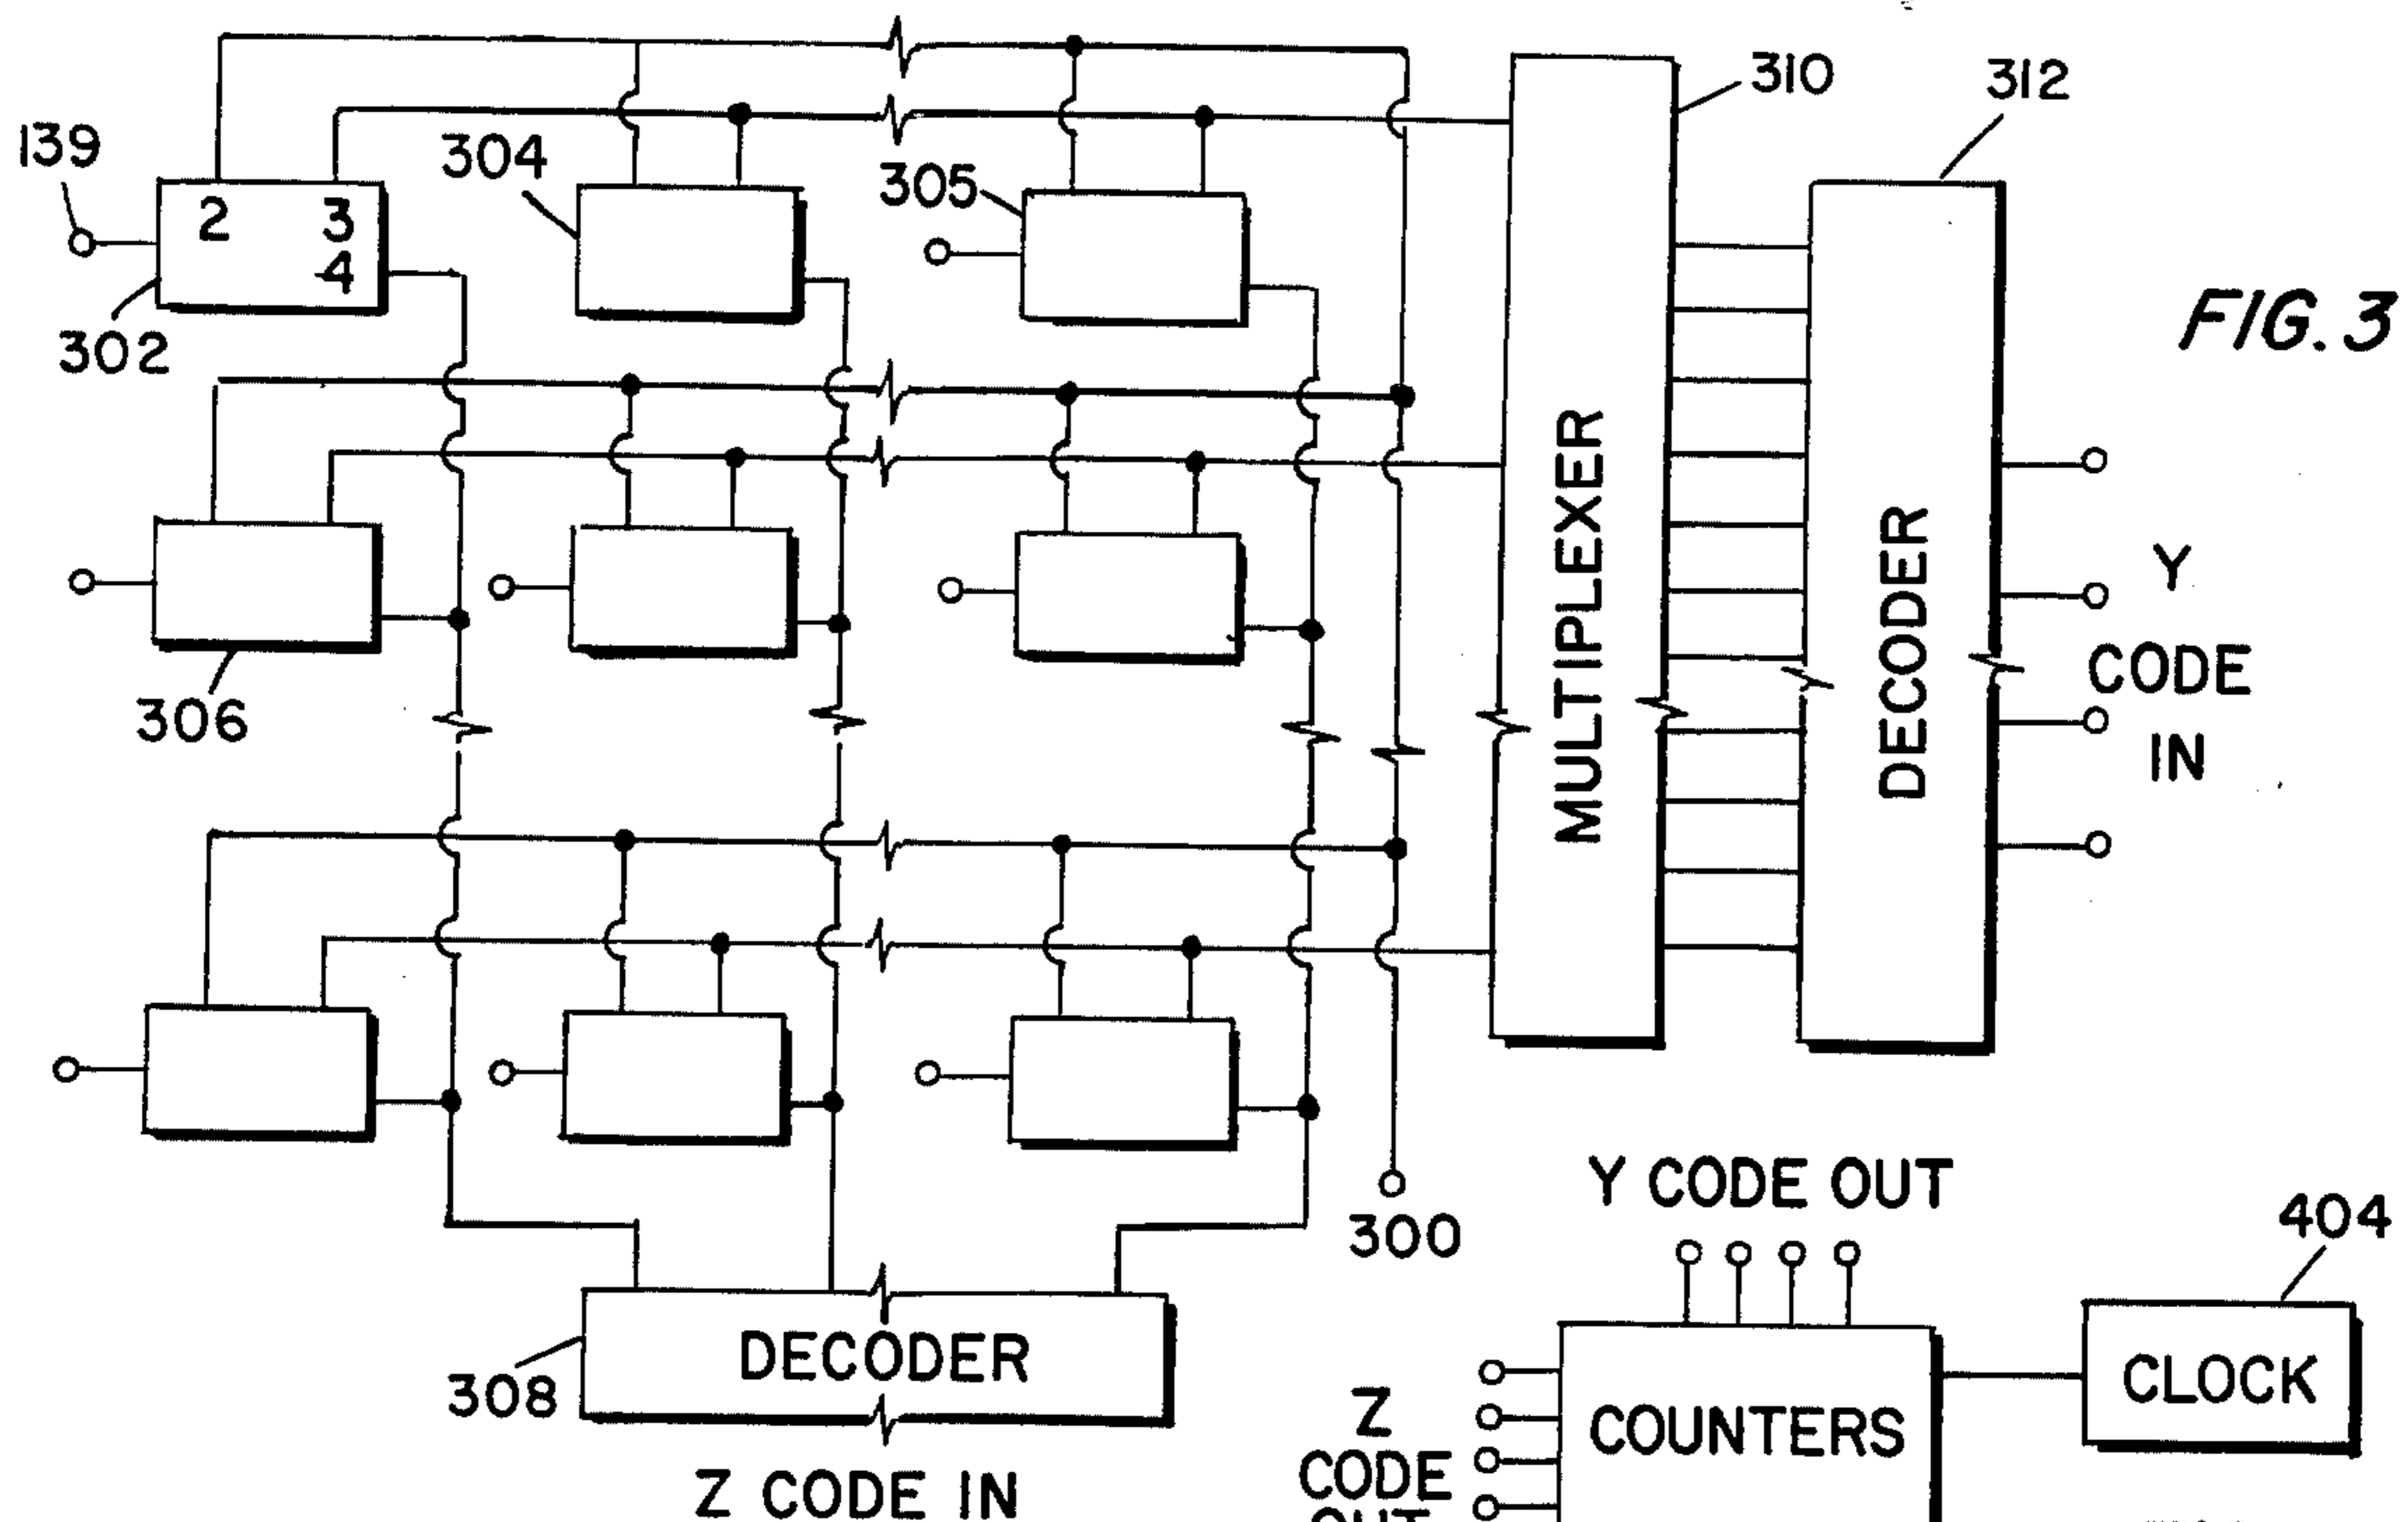 310
312
139
304
305
2 3
4
302
FIG. 3
MULTIPLEXER
DECODER
Y
CODE
IN
306
300
Y CODE OUT
404
308
DECODER
CLOCK
Z
CODE
OUT
COUNTERS
Z CODE IN